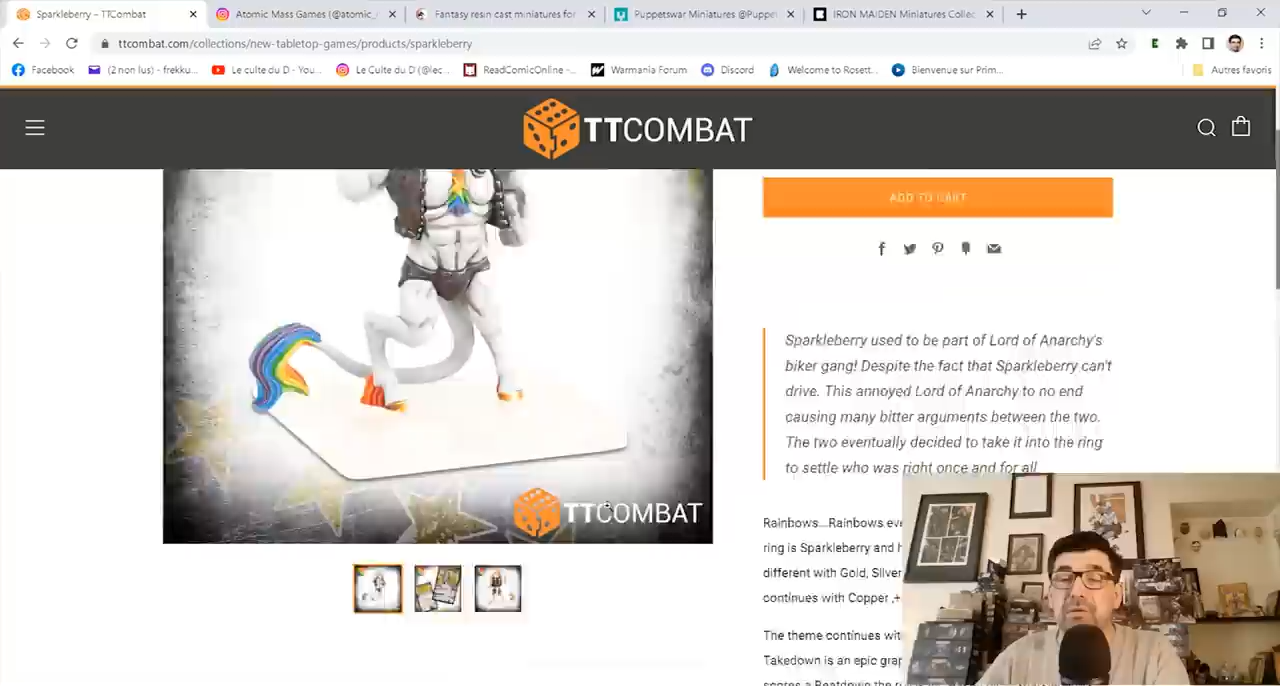 Sparkleberry – TTCombat
Atomic Mass Games (@atomic_
Fantasy resin cast miniatures for
Puppetswar Miniatures @Puppe
IRON MAIDEN Miniatures Collec
ttcombat.com/collections/new-tabletop-games/products/sparkleberry
Facebook
(2 non lus) - frekku...
Le culte du D - You...
Le Culte du D (@lec...
ReadComicOnline -...
Warmania Forum
Discord
Welcome to Rosett...
Bienvenue sur Prim...
Autres favoris
TTCOMBAT
ADD TO CART
Sparkleberry used to be part of Lord of Anarchy's
biker gang! Despite the fact that Sparkleberry can't
drive. This annoyed Lord of Anarchy to no end
causing many bitter arguments between the two.
The two eventually decided to take it into the ring
to settle who was right once and for all
TTCOMBAT
Rainbows... Rainbows eve
ring is Sparkleberry and h
different with Gold, Silver
continues with Copper ,+
The theme continues wit
Takedown is an epic grap
scores a Beatdown the r